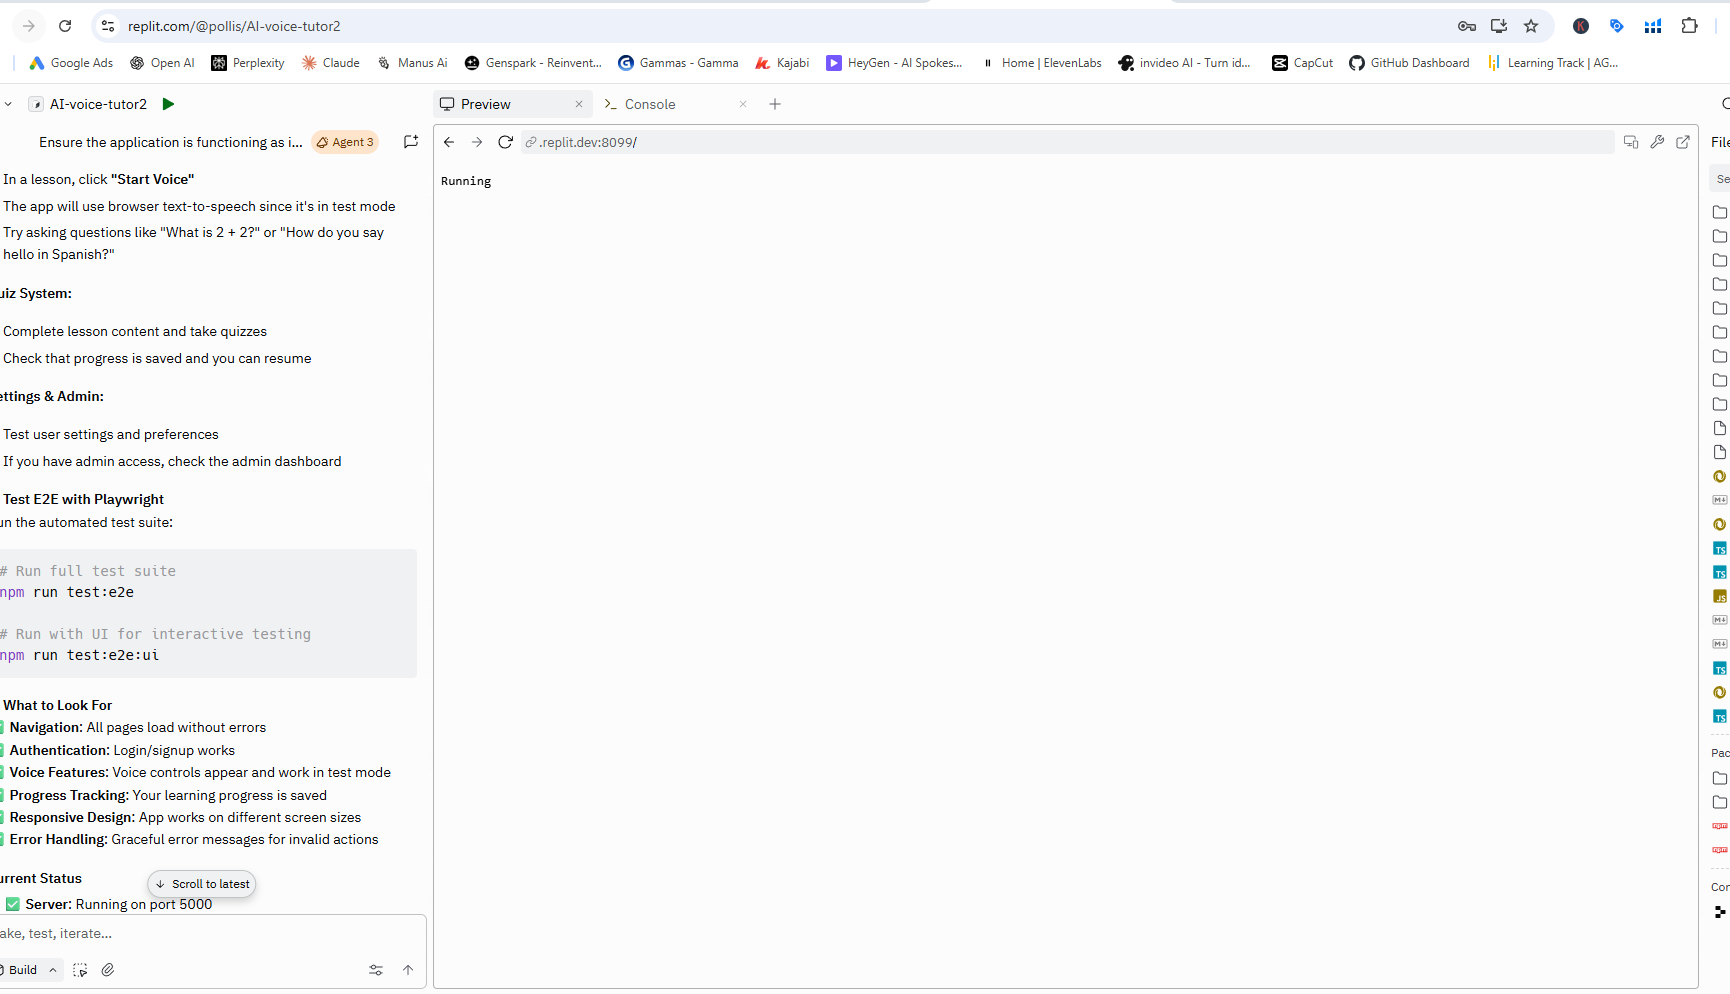 replit.com/@pollis/AI-voice-tutor2
Google Ads
Open AI
Perplexity
Claude
Manus Ai
Genspark - Reinvent...
Gammas - Gamma
Kajabi
HeyGen - AI Spokes...
Home | ElevenLabs
invideo AI - Turn id...
CapCut
GitHub Dashboard
Learning Track | AG...
AI-voice-tutor2
Preview
Console
Ensure the application is functioning as i...
Agent 3
.replit.dev:8099/
File
Running
In a lesson, click "Start Voice"
The app will use browser text-to-speech since it's in test mode
Try asking questions like "What is 2 + 2?" or "How do you say
hello in Spanish?"
uiz System:
Complete lesson content and take quizzes
Check that progress is saved and you can resume
ettings & Admin:
Test user settings and preferences
If you have admin access, check the admin dashboard
Test E2E with Playwright
un the automated test suite:
# Run full test suite
npm run test:e2e
# Run with UI for interactive testing
npm run test:e2e:ui
What to Look For
Navigation: All pages load without errors
Authentication: Login/signup works
Voice Features: Voice controls appear and work in test mode
Progress Tracking: Your learning progress is saved
Responsive Design: App works on different screen sizes
Error Handling: Graceful error messages for invalid actions
urrent Status
Scroll to latest
Server: Running on port 5000
ake, test, iterate...
Build
Se
Pac
Cor